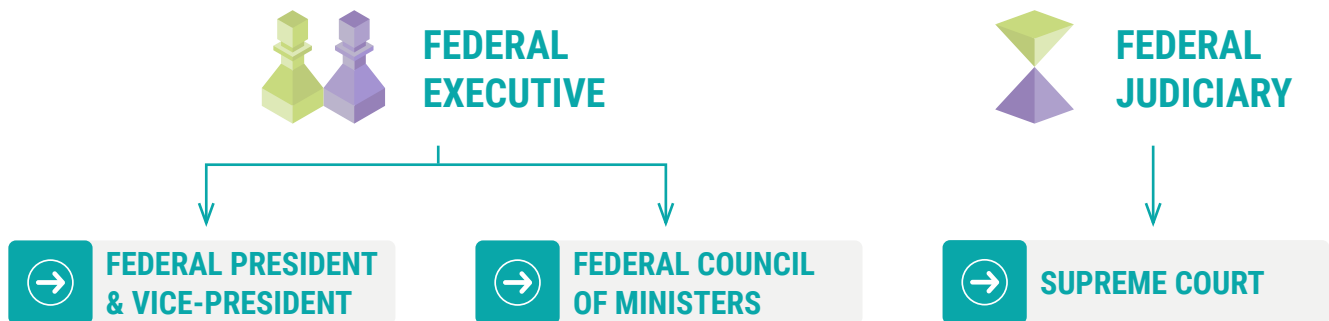 FEDERAL
EXECUTIVE
FEDERAL
JUDICIARY
FEDERAL PRESIDENT
& VICE-PRESIDENT
FEDERAL COUNCIL
OF MINISTERS
SUPREME COURT